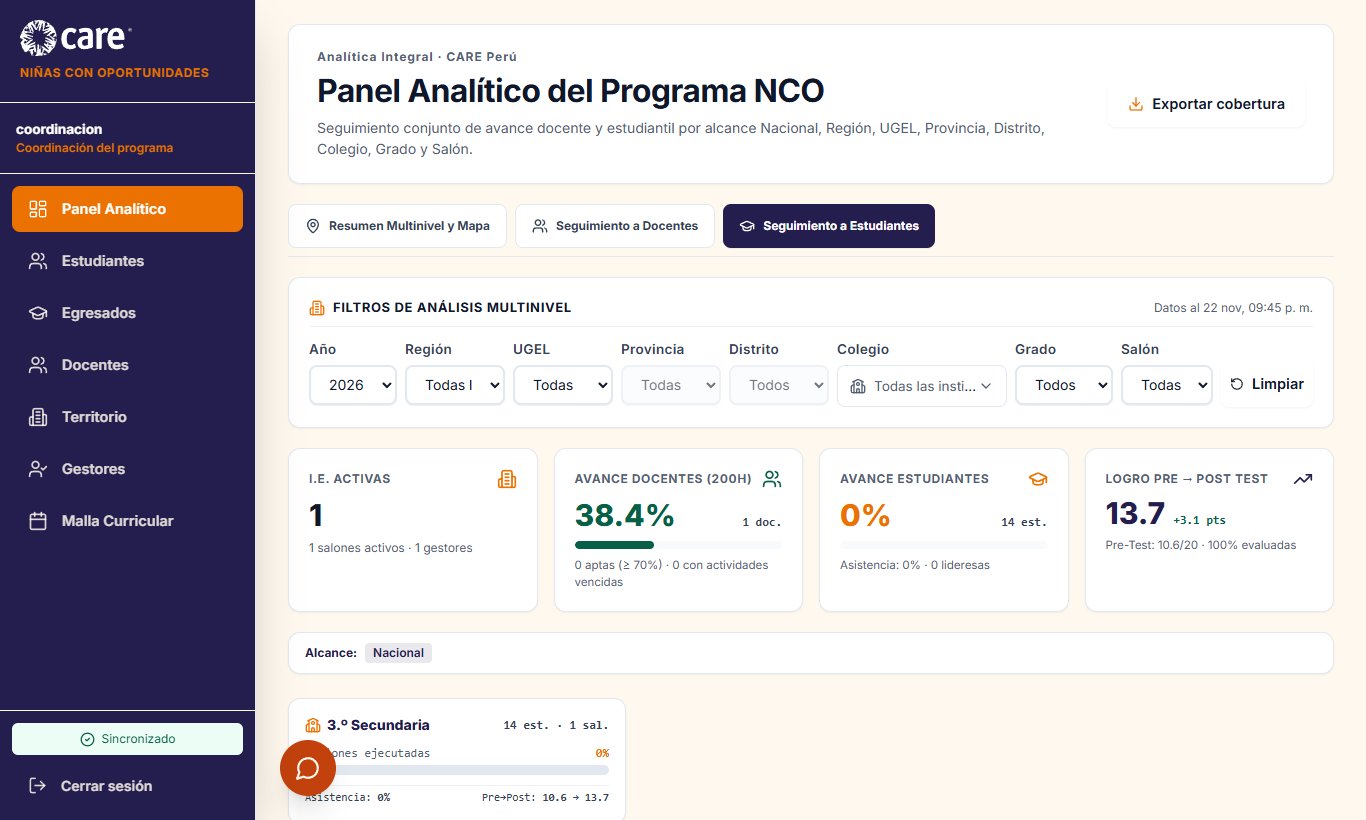 care
NIÑAS CON OPORTUNIDADES
coordinacion
Coordinación del programa
Panel Analítico
Estudiantes
Egresados
Docentes
Territorio
Gestores
Malla Curricular
Sincronizado
Cerrar sesión
Analítica Integral · CARE Perú
Panel Analítico del Programa NCO
Seguimiento conjunto de avance docente y estudiantil por alcance Nacional, Región, UGEL, Provincia, Distrito,
Colegio, Grado y Salón.
Exportar cobertura
Resumen Multinivel y Mapa
Seguimiento a Docentes
Seguimiento a Estudiantes
FILTROS DE ANÁLISIS MULTINIVEL
Datos al 22 nov, 09:45 p. m.
Año
Región
UGEL
Provincia
Distrito
Colegio
Grado
Salón
2026
Todas l
Todas
Todas
Todos
Todas las insti...
Todos
Todas
Limpiar
I.E. ACTIVAS
1
1 salones activos · 1 gestores
AVANCE DOCENTES (200H)
38.4%
1 doc.
0 aptas (≥ 70%) · 0 con actividades
vencidas
AVANCE ESTUDIANTES
0%
14 est.
Asistencia: 0% · 0 lideresas
LOGRO PRE → POST TEST
13.7 +3.1 pts
Pre-Test: 10.6/20 · 100% evaluadas
Alcance: Nacional
3.º Secundaria
14 est. · 1 sal.
ones ejecutadas
0%
Asistencia: 0%
Pre→Post: 10.6 → 13.7